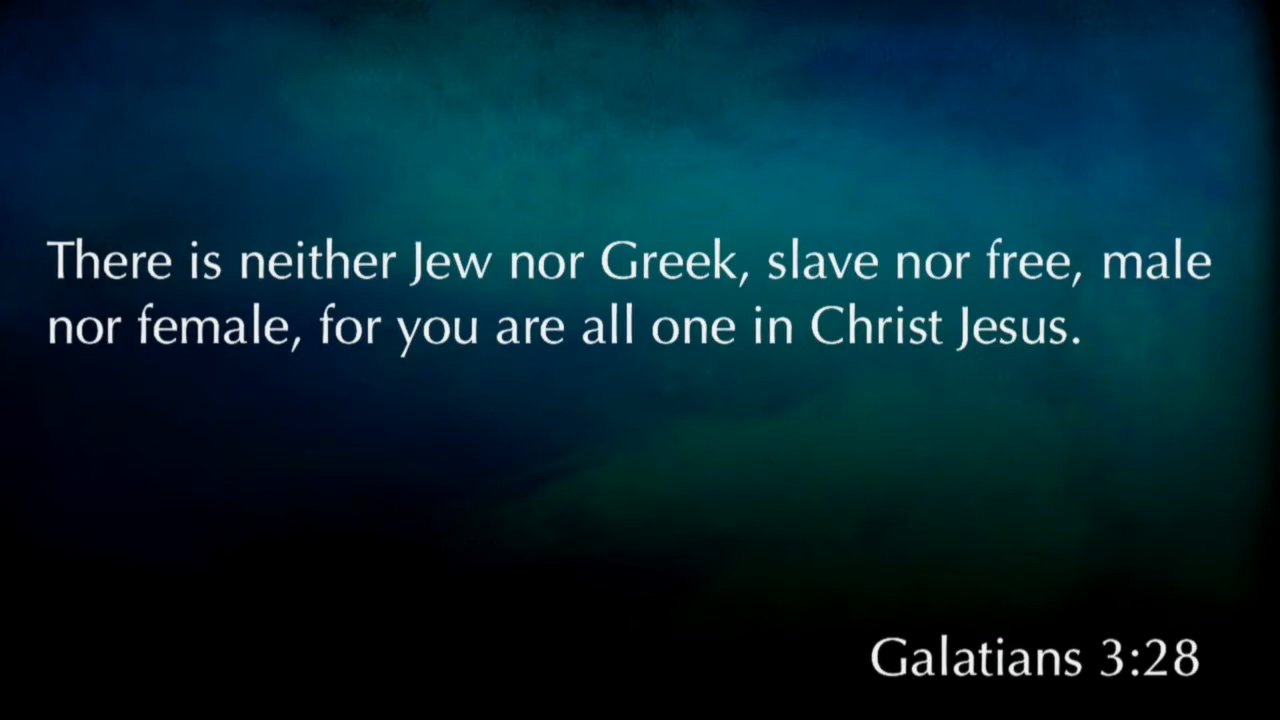 There is neither Jew nor Greek, slave nor free, male
nor female, for you are all one in Christ Jesus.
Galatians 3:28